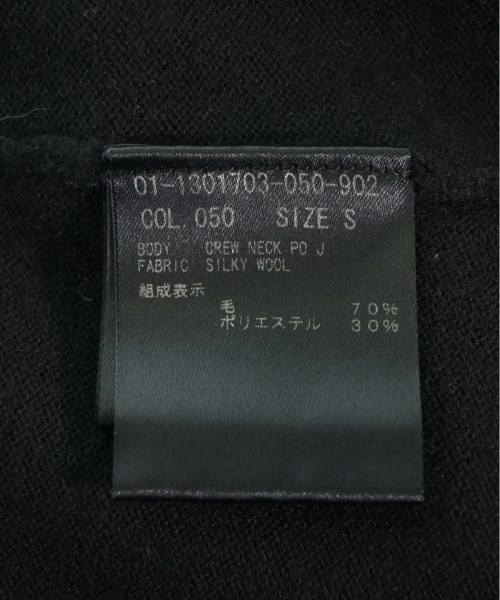 01-1301703-050-902
COL. 050 SIZE S
BODY CREW NECK PO J
FABRIC SILKY WOOL
組成表示
毛 70%
ポリエステル 30%